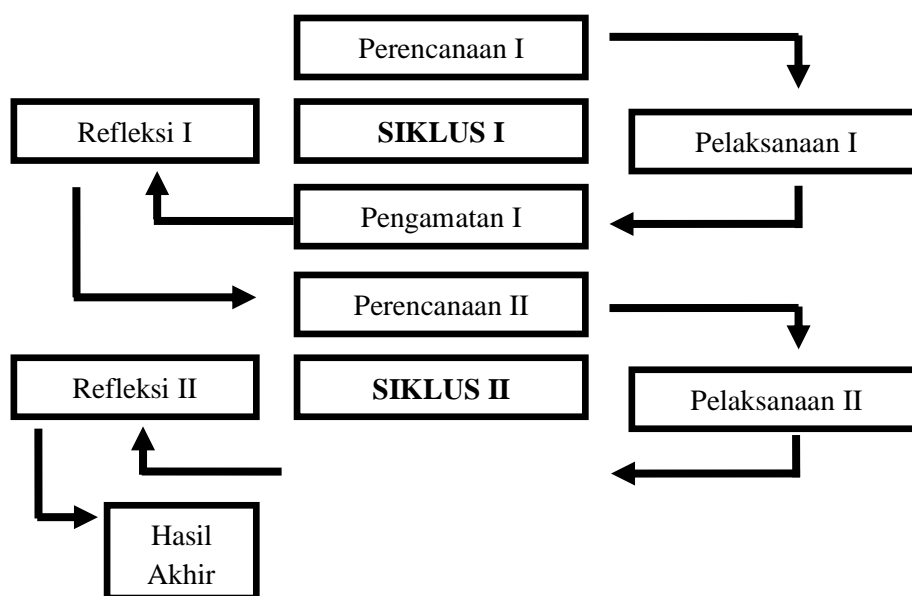 Perencanaan I
Refleksi I
SIKLUS I
Pelaksanaan I
Pengamatan I
Perencanaan II
Refleksi II
SIKLUS II
Pelaksanaan II
Hasil
Akhir